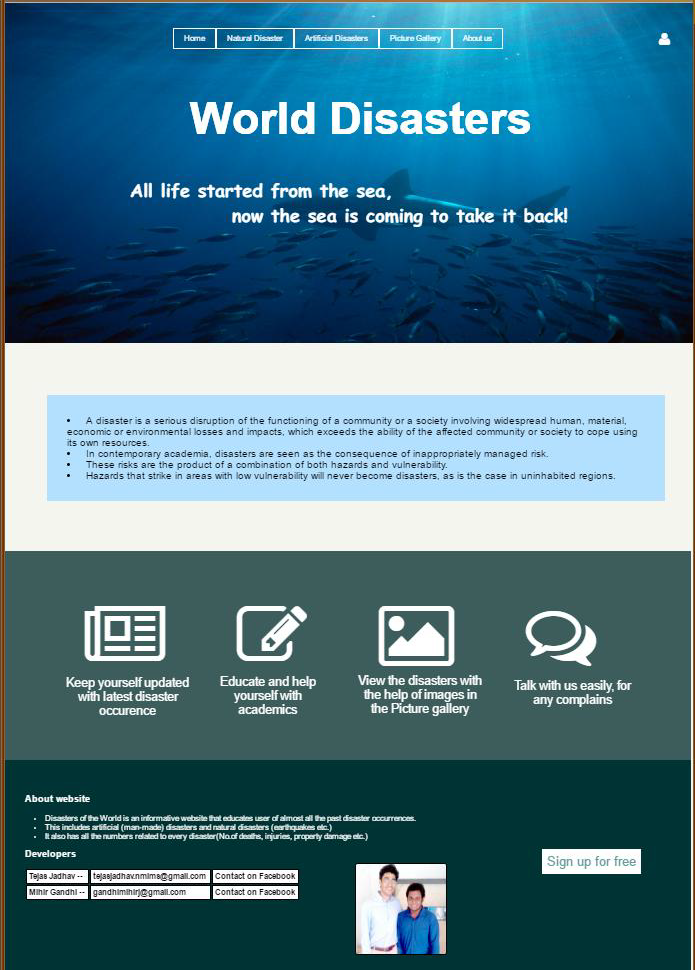 Home Natural Disaster Artificial Disasters Picture Gallery About us
World Disasters
All life started from the sea,
now the sea is coming to take it back!
• A disaster is a serious disruption of the functioning of a community or a society involving widespread human, material,
economic or environmental losses and impacts, which exceeds the ability of the affected community or society to cope using
its own resources.
• In contemporary academia, disasters are seen as the consequence of inappropriately managed risk.
• These risks are the product of a combination of both hazards and vulnerability.
• Hazards that strike in areas with low vulnerability will never become disasters, as is the case in uninhabited regions.
Keep yourself updated
with latest disaster
occurence
Educate and help
yourself with
academics
View the disasters with
the help of images in
the Picture gallery
Talk with us easily, for
any complains
About website
• Disasters of the World is an informative website that educates user of almost all the past disaster occurrences.
• This includes artificial (man-made) disasters and natural disasters (earthquakes etc.)
• It also has all the numbers related to every disaster(No.of deaths, injuries, property damage etc.)
Developers
Tejas Jadhav -- tejasjadhav.nmims@gmail.com Contact on Facebook
Mihir Gandhi -- gandhimihirj@gmail.com Contact on Facebook
Sign up for free